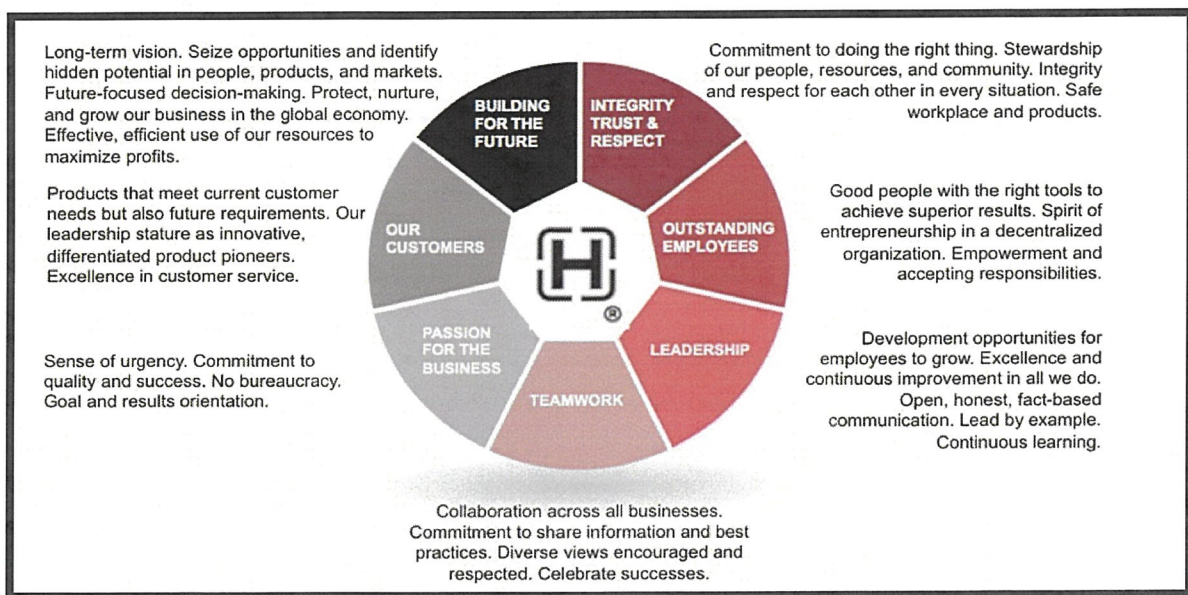 Long-term vision. Seize opportunities and identify
hidden potential in people, products, and markets.
Future-focused decision-making. Protect, nurture,
and grow our business in the global economy.
Effective, efficient use of our resources to
maximize profits.
BUILDING
FOR THE
FUTURE
INTEGRITY
TRUST &
RESPECT
Commitment to doing the right thing. Stewardship
of our people, resources, and community. Integrity
and respect for each other in every situation. Safe
workplace and products.
Products that meet current customer
needs but also future requirements. Our
leadership stature as innovative,
differentiated product pioneers.
Excellence in customer service.
OUR
CUSTOMERS
H
®
OUTSTANDING
EMPLOYEES
Good people with the right tools to
achieve superior results. Spirit of
entrepreneurship in a decentralized
organization. Empowerment and
accepting responsibilities.
Sense of urgency. Commitment to
quality and success. No bureaucracy.
Goal and results orientation.
PASSION
FOR THE
BUSINESS
TEAMWORK
LEADERSHIP
Development opportunities for
employees to grow. Excellence and
continuous improvement in all we do.
Open, honest, fact-based
communication. Lead by example.
Continuous learning.
Collaboration across all businesses.
Commitment to share information and best
practices. Diverse views encouraged and
respected. Celebrate successes.